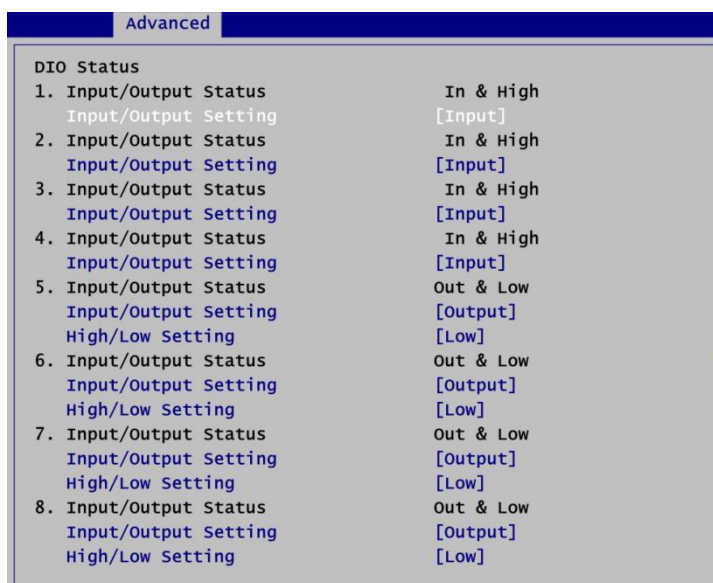 Advanced
DIO Status
1. Input/Output Status In & High
Input/Output Setting [Input]
2. Input/Output Status In & High
Input/Output Setting [Input]
3. Input/Output Status In & High
Input/Output Setting [Input]
4. Input/Output Status In & High
Input/Output Setting [Input]
5. Input/Output Status Out & Low
Input/Output Setting [Output]
High/Low Setting [Low]
6. Input/Output Status Out & Low
Input/Output Setting [Output]
High/Low Setting [Low]
7. Input/Output Status Out & Low
Input/Output Setting [Output]
High/Low Setting [Low]
8. Input/Output Status Out & Low
Input/Output Setting [Output]
High/Low Setting [Low]